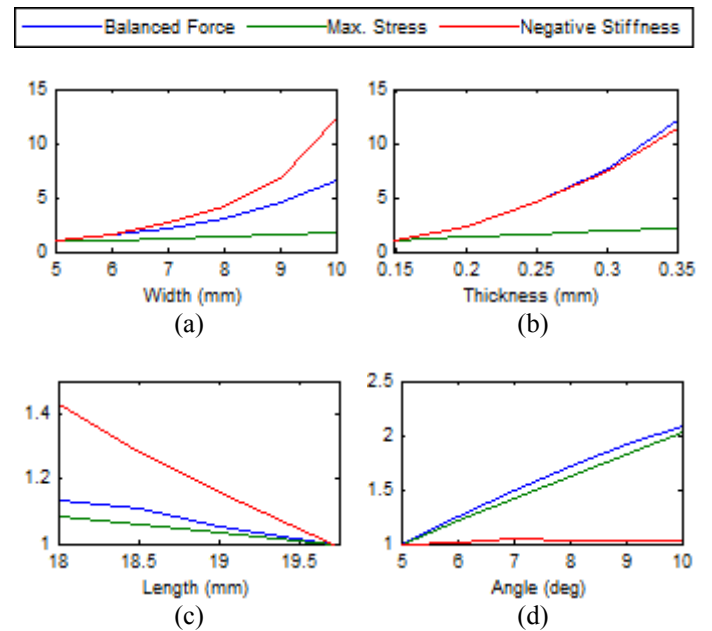 Balanced Force Max. Stress Negative Stiffness
15 15
10 10
5 5
0 0
5 6 7 8 9 10 0.15 0.2 0.25 0.3 0.35
Width (mm) Thickness (mm)
(a) (b)
1.4 2.5
1.2 2
1 1.5
18 18.5 19 19.5 1
Length (mm) 5 6 7 8 9 10
(c) Angle (deg)
(d)